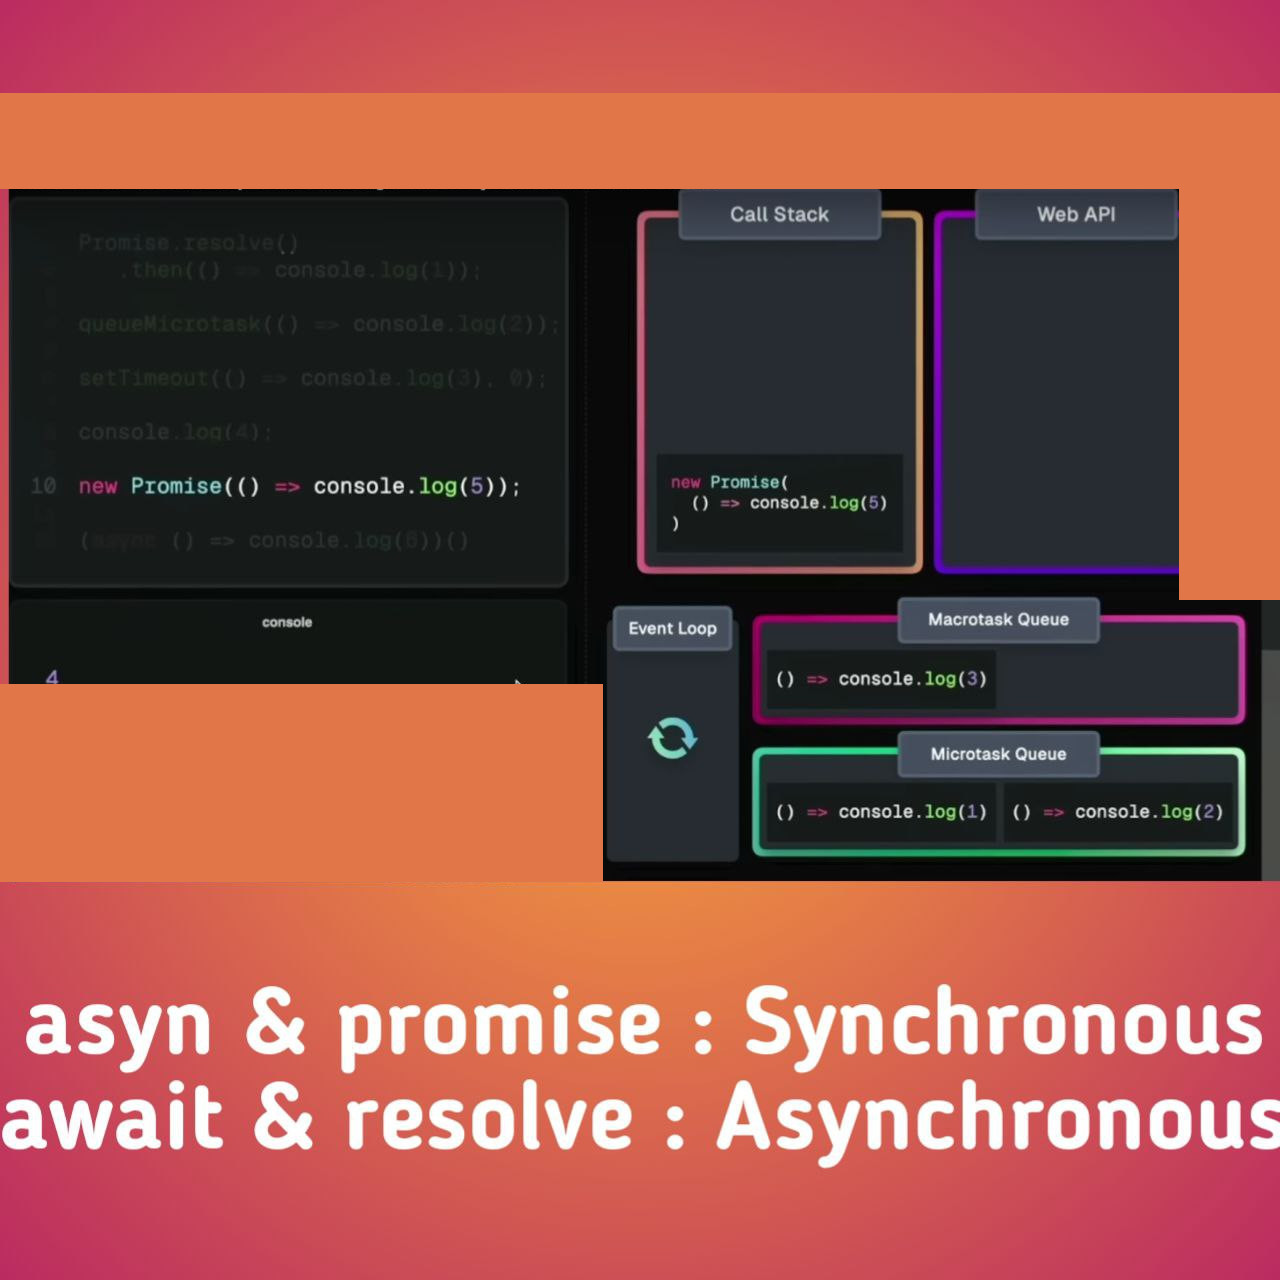 Promise.resolve()
.then(() => console.log(1));
queueMicrotask(() => console.log(2));
setTimeout(() => console.log(3), 0);
console.log(4);
10 new Promise(() => console.log(5));
(async () => console.log(6))()
console
4
Call Stack
new Promise(
() => console.log(5)
)
Web API
Event Loop
Macrotask Queue
() => console.log(3)
Microtask Queue
() => console.log(1) () => console.log(2)
asyn & promise : Synchronous
await & resolve : Asynchronous